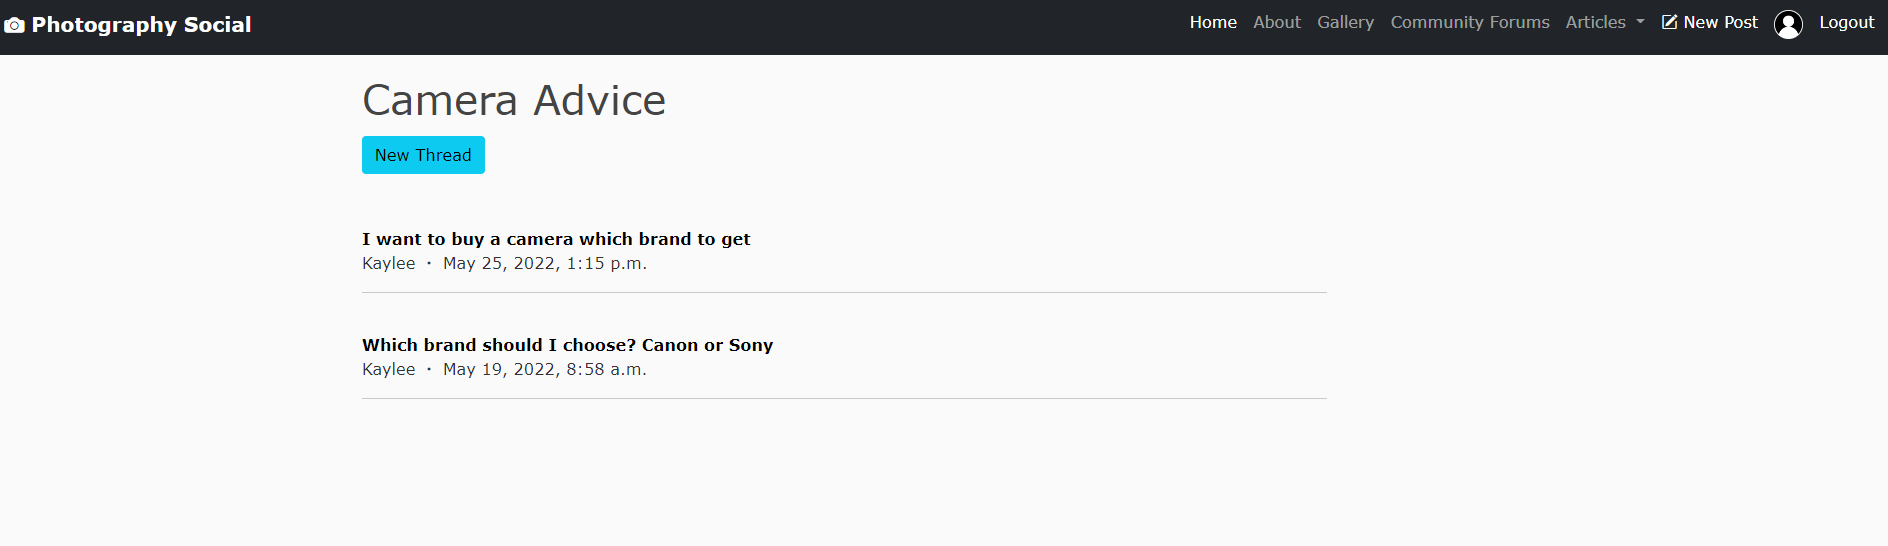 Photography Social
Home About Gallery Community Forums Articles New Post Logout
Camera Advice
New Thread
I want to buy a camera which brand to get
Kaylee · May 25, 2022, 1:15 p.m.
Which brand should I choose? Canon or Sony
Kaylee · May 19, 2022, 8:58 a.m.